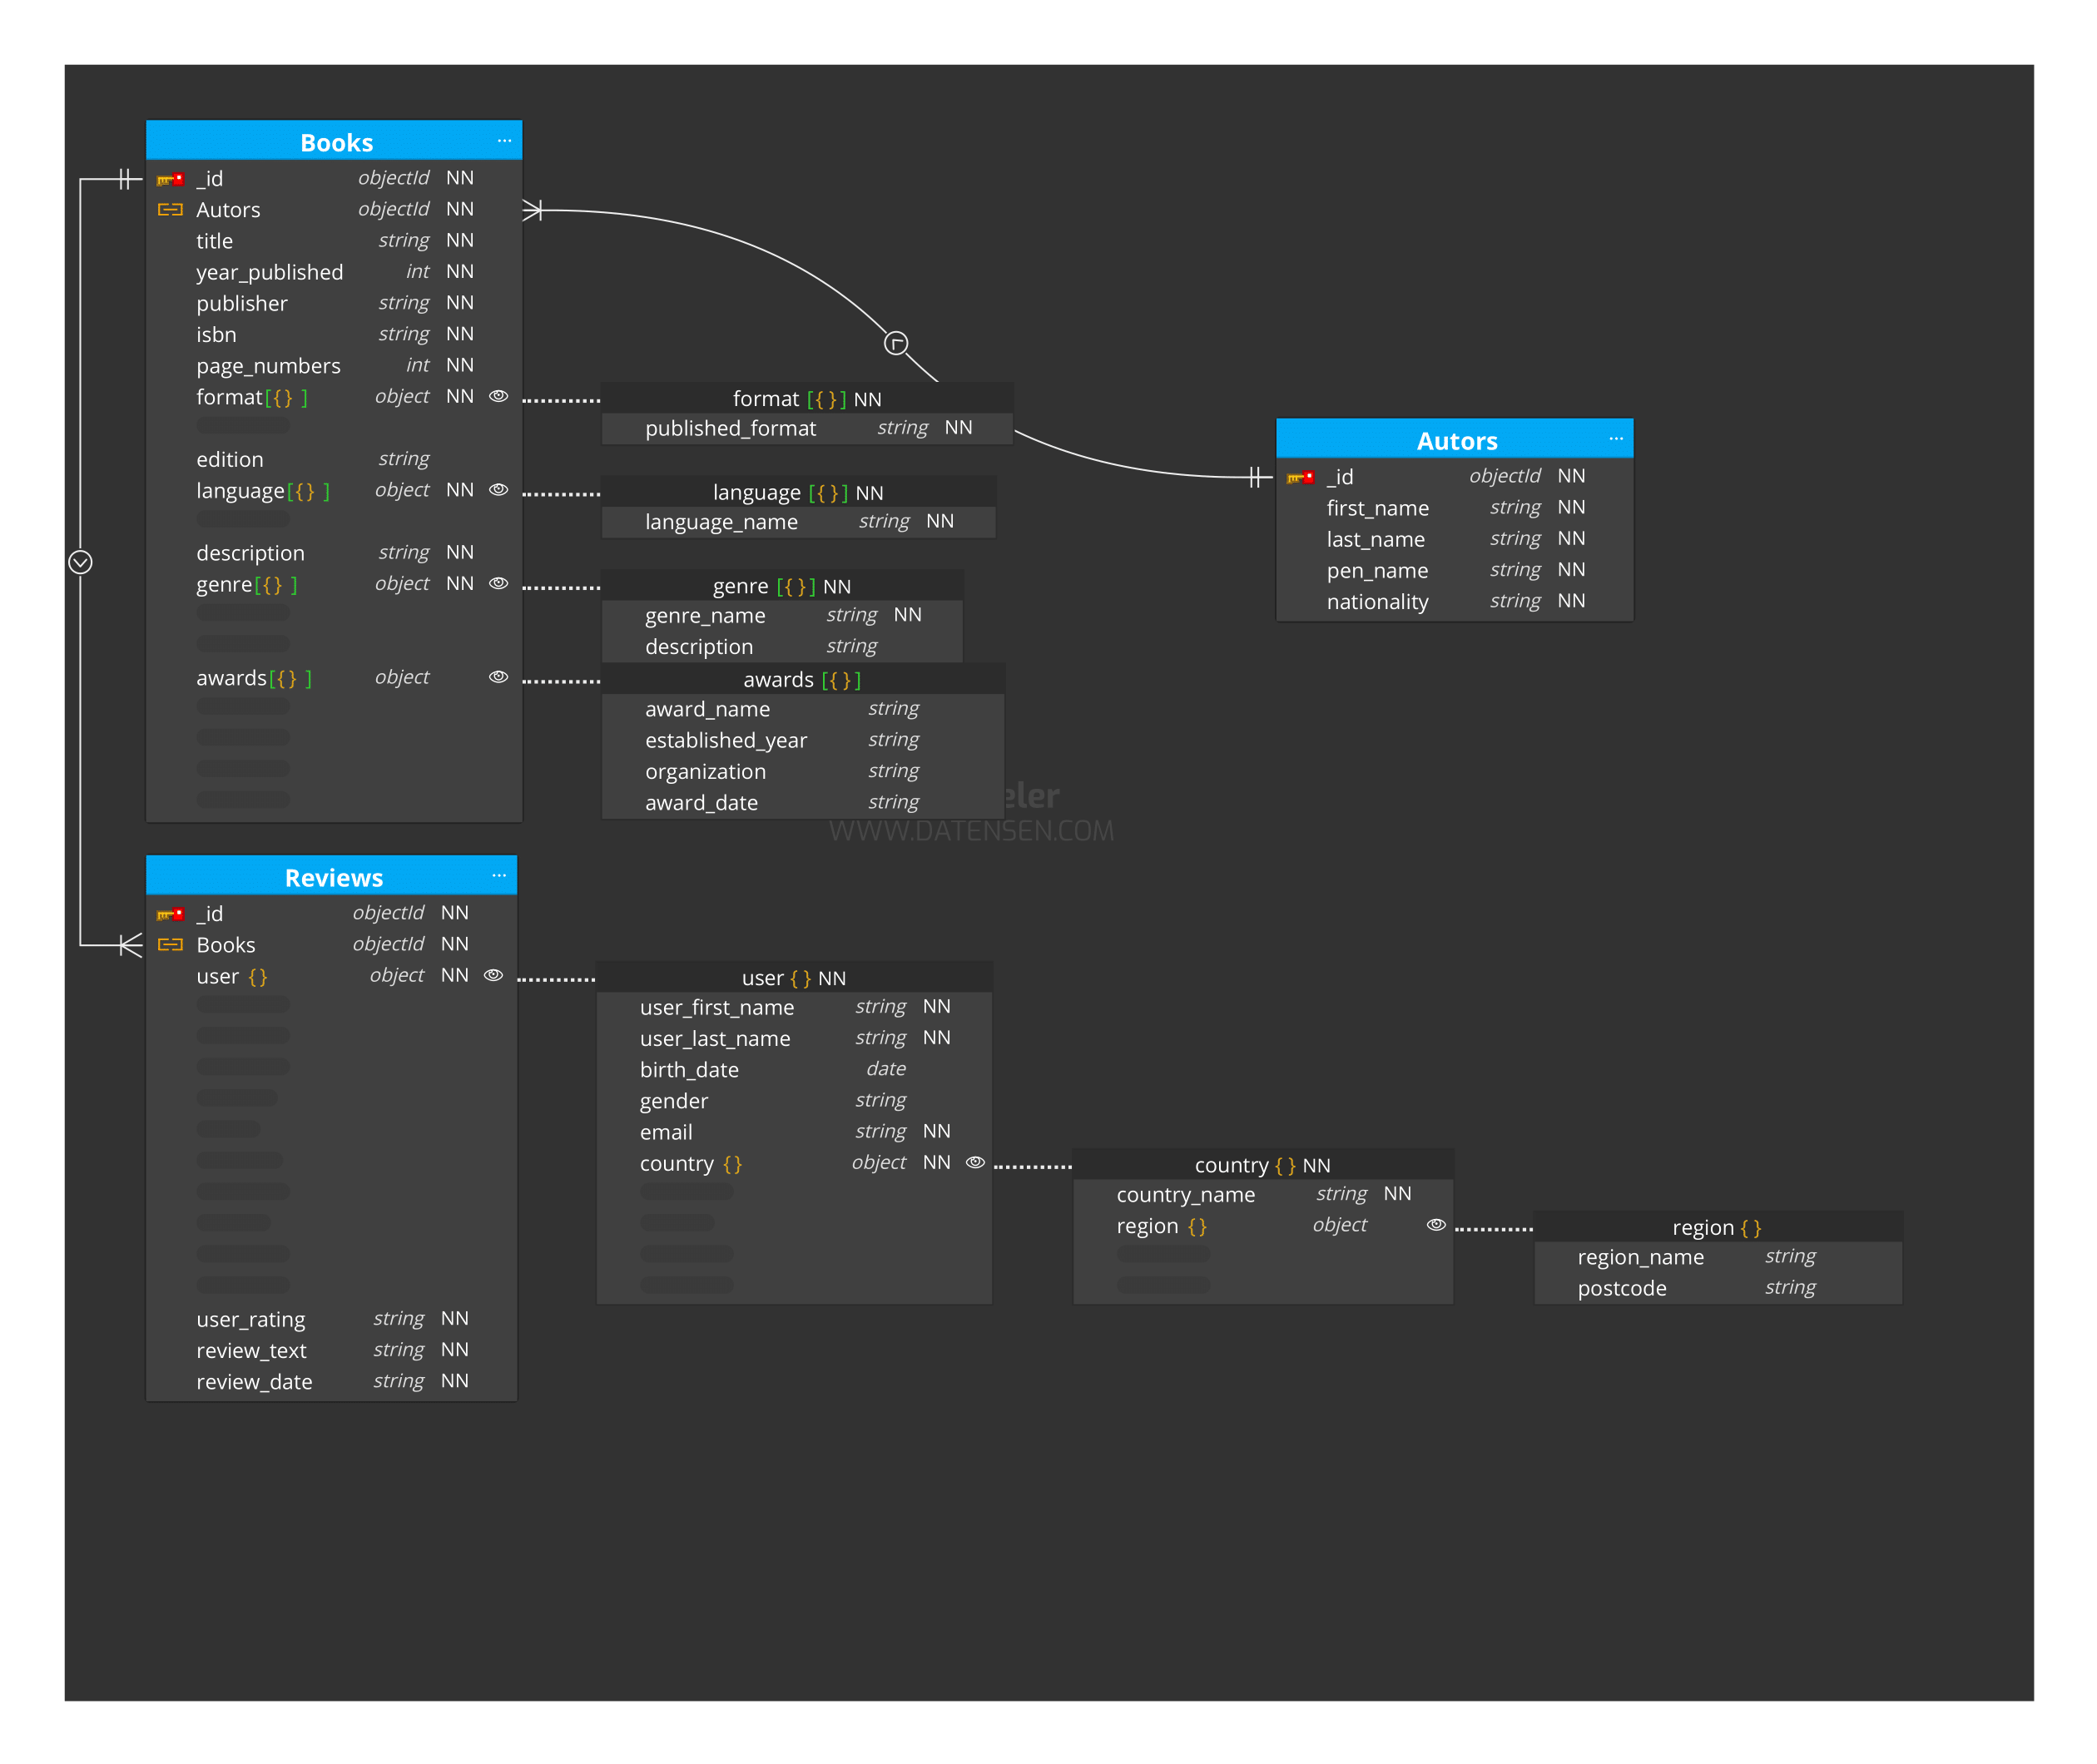 Books ...
_id objectId NN
Autors objectId NN
title string NN
year_published int NN
publisher string NN
isbn string NN
page_numbers int NN
format[{} ] object NN
edition string
language[{} ] object NN
description string NN
genre[{} ] object NN
awards[{} ] object
format [{}] NN
published_format string NN
language [{}] NN
language_name string NN
genre [{}] NN
genre_name string NN
description string
awards [{}]
award_name string
established_year string
organization string
award_date string
Autors ...
_id objectId NN
first_name string NN
last_name string NN
pen_name string NN
nationality string NN
WWW.DATENSEN.COM
Reviews ...
_id objectId NN
Books objectId NN
user {} object NN
user_rating string NN
review_text string NN
review_date string NN
user {} NN
user_first_name string NN
user_last_name string NN
birth_date date
gender string
email string NN
country {} object NN
country {} NN
country_name string NN
region {} object
region {}
region_name string
postcode string